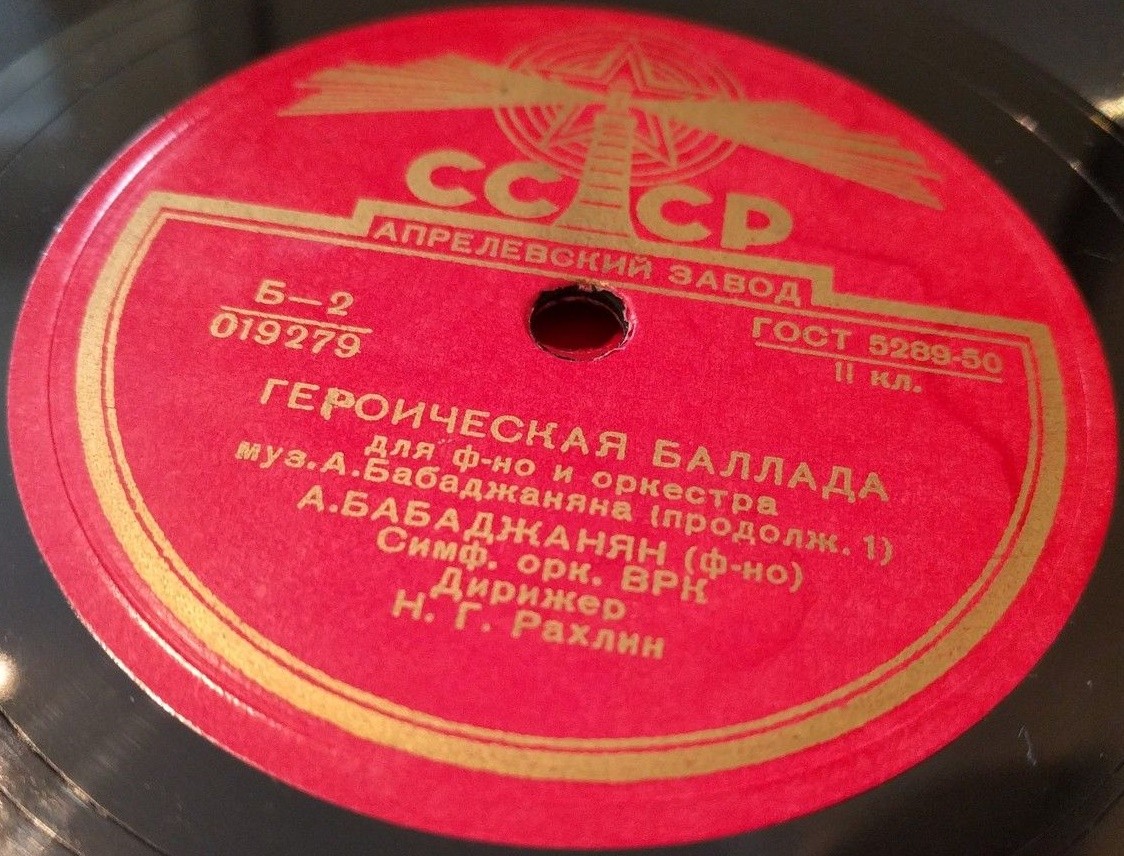 СССР
АПРЕЛЕВСКИЙ ЗАВОД
Б—2
019279
ГОСТ 5289-50
II кл.
ГЕРОИЧЕСКАЯ БАЛЛАДА
для ф-но и оркестра
муз.А.Бабаджаняна (продолж. 1)
А.БАБАДЖАНЯН (ф-но)
Симф. орк. ВРК
Дирижер
Н. Г. Рахлин